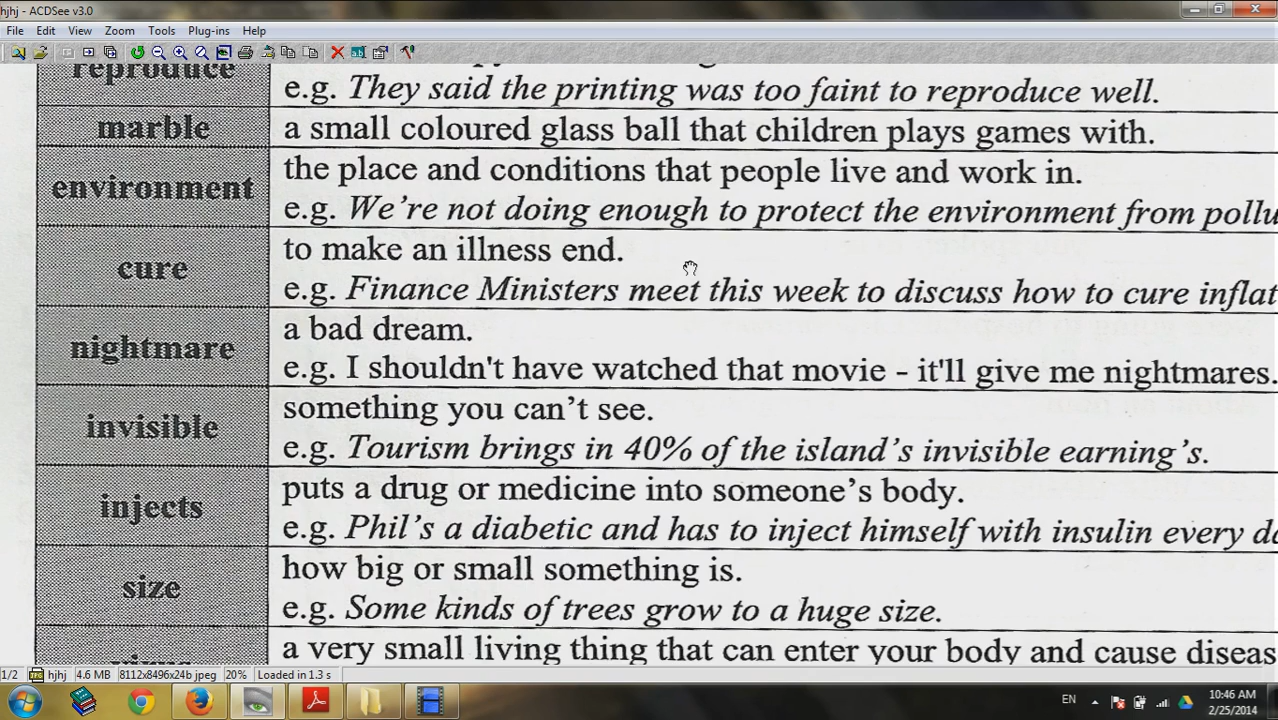 hjhj - ACDSee v3.0
File Edit View Zoom Tools Plug-ins Help
reproduce
e.g. They said the printing was too faint to reproduce well.
marble a small coloured glass ball that children plays games with.
environment the place and conditions that people live and work in.
e.g. We're not doing enough to protect the environment from pollu
cure to make an illness end.
e.g. Finance Ministers meet this week to discuss how to cure inflat
nightmare a bad dream.
e.g. I shouldn't have watched that movie - it'll give me nightmares.
invisible something you can't see.
e.g. Tourism brings in 40% of the island's invisible earning's.
injects puts a drug or medicine into someone's body.
e.g. Phil's a diabetic and has to inject himself with insulin every da
size how big or small something is.
e.g. Some kinds of trees grow to a huge size.
a very small living thing that can enter your body and cause diseas
1/2 hjhj 4.6 MB 8112x8496x24b jpeg 20% Loaded in 1.3 s
EN 10:46 AM
2/25/2014